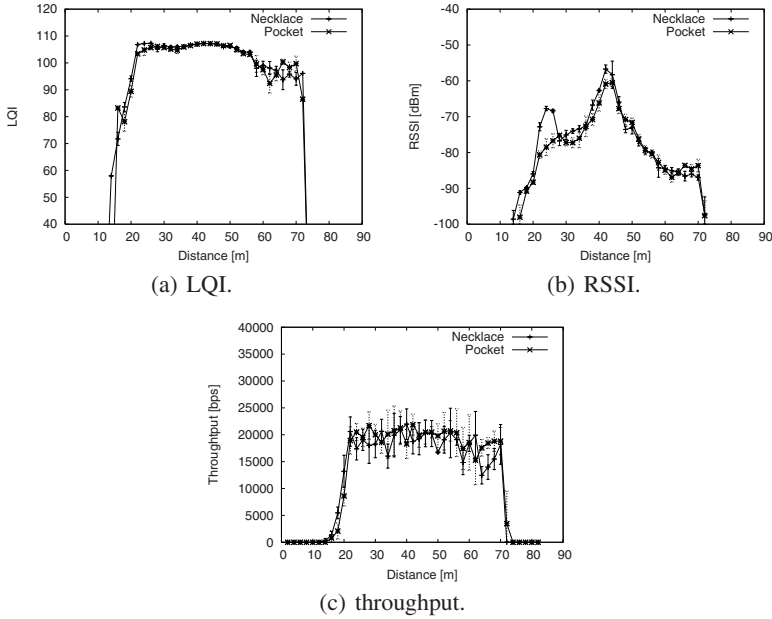 LQI
120
110
100
90
80
70
60
50
40
0 10 20 30 40 50 60 70 80 90
Distance [m]
Necklace
Pocket
(a) LQI.
RSSI [dBm]
-40
-50
-60
-70
-80
-90
-100
0 10 20 30 40 50 60 70 80 90
Distance [m]
Necklace
Pocket
(b) RSSI.
Throughput [bps]
40000
35000
30000
25000
20000
15000
10000
5000
0
0 10 20 30 40 50 60 70 80 90
Distance [m]
Necklace
Pocket
(c) throughput.